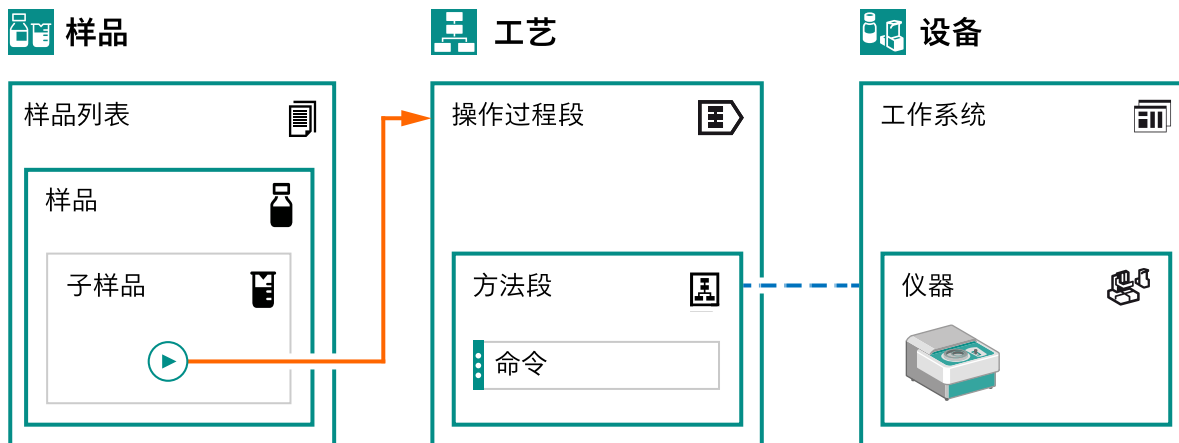 样品
工艺
设备
样品列表
操作过程段
工作系统
样品
子样品
方法段
仪器
命令